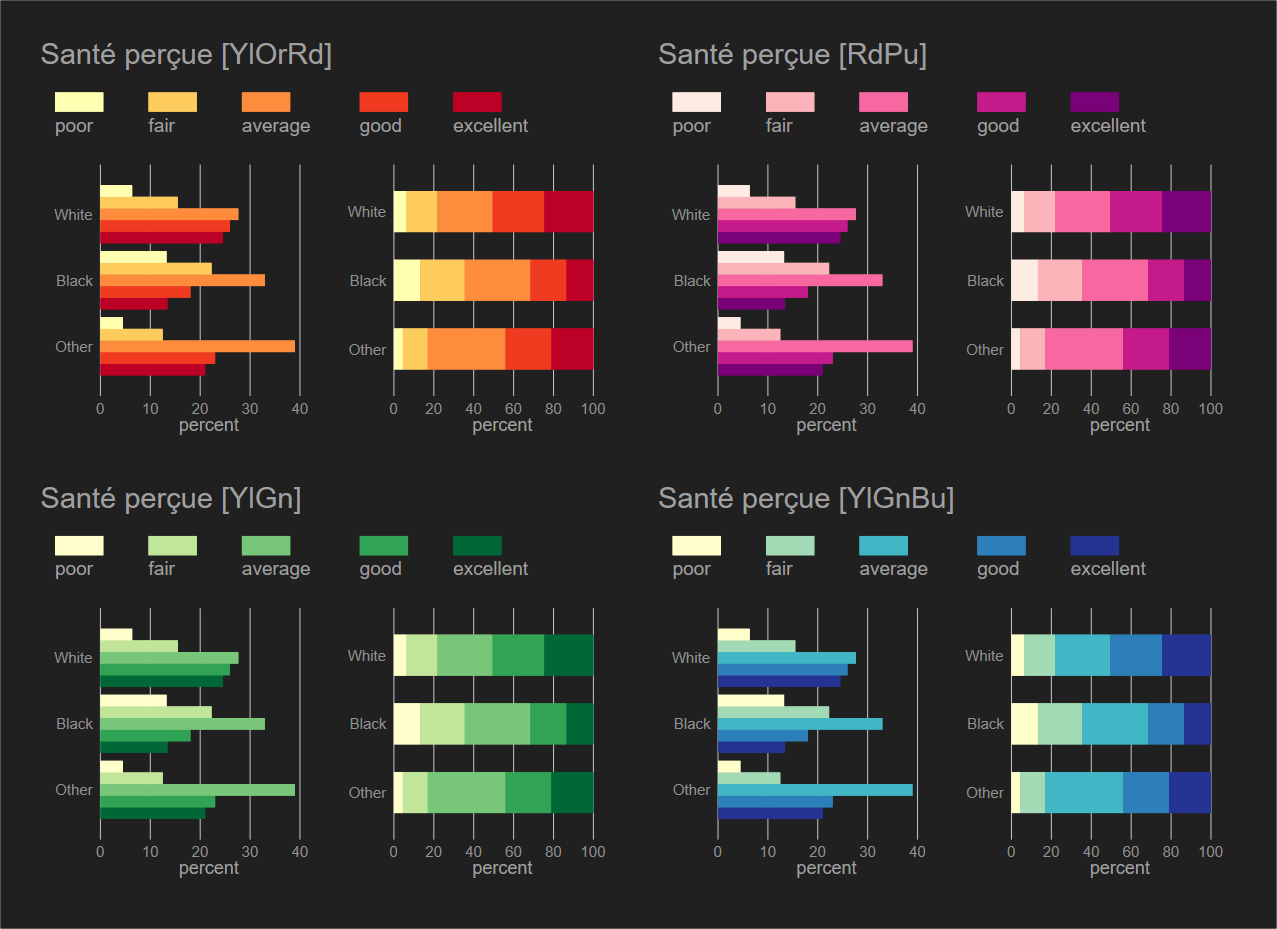 Santé perçue [YlOrRd]
poor fair average good excellent
White
Black
Other
0 10 20 30 40
percent
White
Black
Other
0 20 40 60 80 100
percent
Santé perçue [RdPu]
poor fair average good excellent
White
Black
Other
0 10 20 30 40
percent
White
Black
Other
0 20 40 60 80 100
percent
Santé perçue [YlGn]
poor fair average good excellent
White
Black
Other
0 10 20 30 40
percent
White
Black
Other
0 20 40 60 80 100
percent
Santé perçue [YlGnBu]
poor fair average good excellent
White
Black
Other
0 10 20 30 40
percent
White
Black
Other
0 20 40 60 80 100
percent